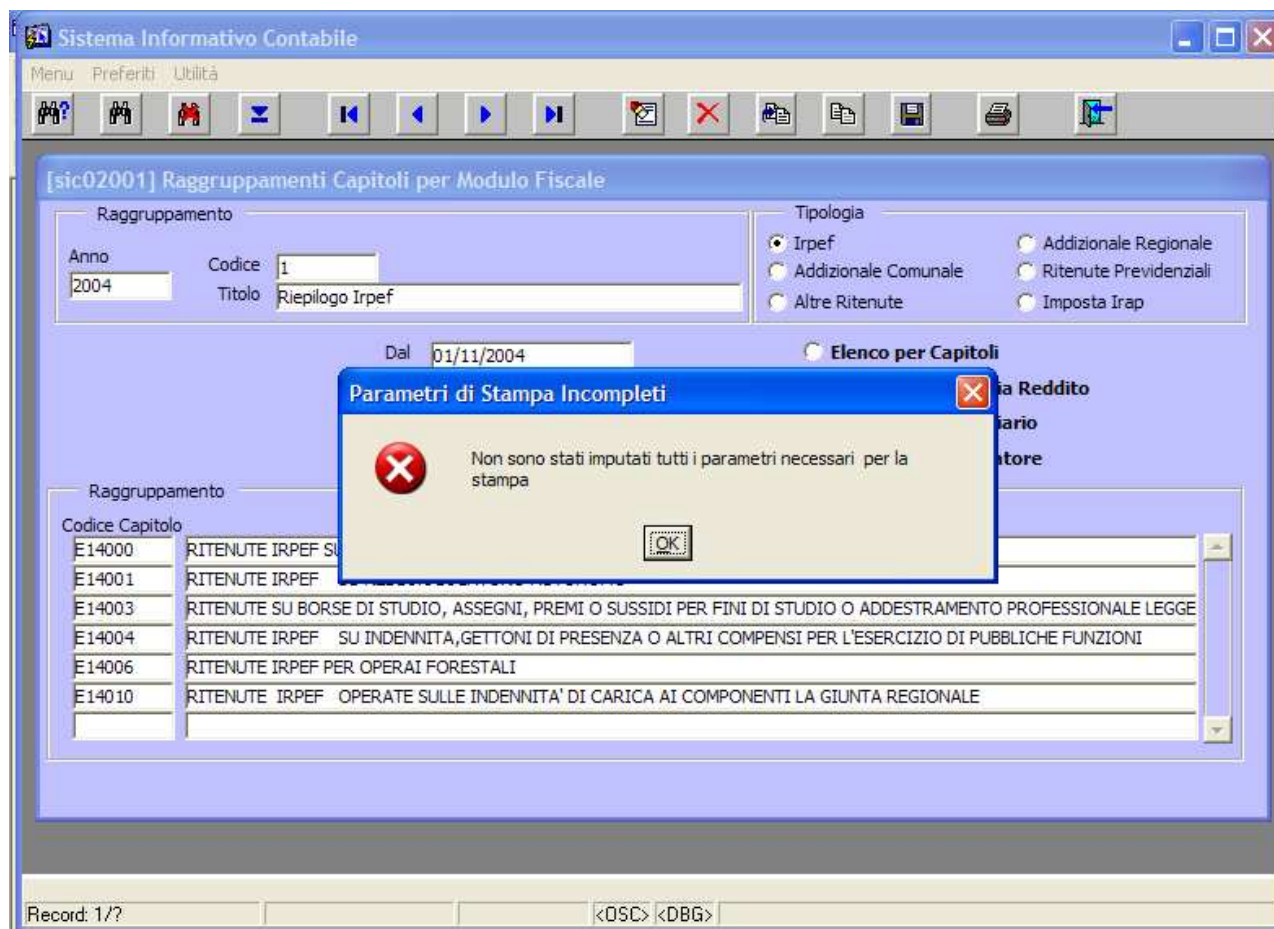 Sistema Informativo Contabile
Menu Preferiti Utilità
[sic02001] Raggruppamenti Capitoli per Modulo Fiscale
Raggruppamento
Anno
2004
Codice 1
Titolo Riepilogo Irpef
Tipologia
Irpef
Addizionale Regionale
Addizionale Comunale
Ritenute Previdenziali
Altre Ritenute
Imposta Irap
Dal 01/11/2004
Elenco per Capitoli
Parametri di Stampa Incompleti
Non sono stati imputati tutti i parametri necessari per la
stampa
OK
Reddito
Raggruppamento
Codice Capitolo
E14000 RITENUTE IRPEF
E14001 RITENUTE IRPEF
E14003 RITENUTE SU BORSE DI STUDIO, ASSEGNI, PREMI O SUSSIDI PER FINI DI STUDIO O ADDESTRAMENTO PROFESSIONALE LEGGE
E14004 RITENUTE IRPEF SU INDENNITA,GETTONI DI PRESENZA O ALTRI COMPENSI PER L'ESERCIZIO DI PUBBLICHE FUNZIONI
E14006 RITENUTE IRPEF PER OPERAI FORESTALI
E14010 RITENUTE IRPEF OPERATE SULLE INDENNITA' DI CARICA AI COMPONENTI LA GIUNTA REGIONALE
Record: 1/?
<OSC> <DBG>